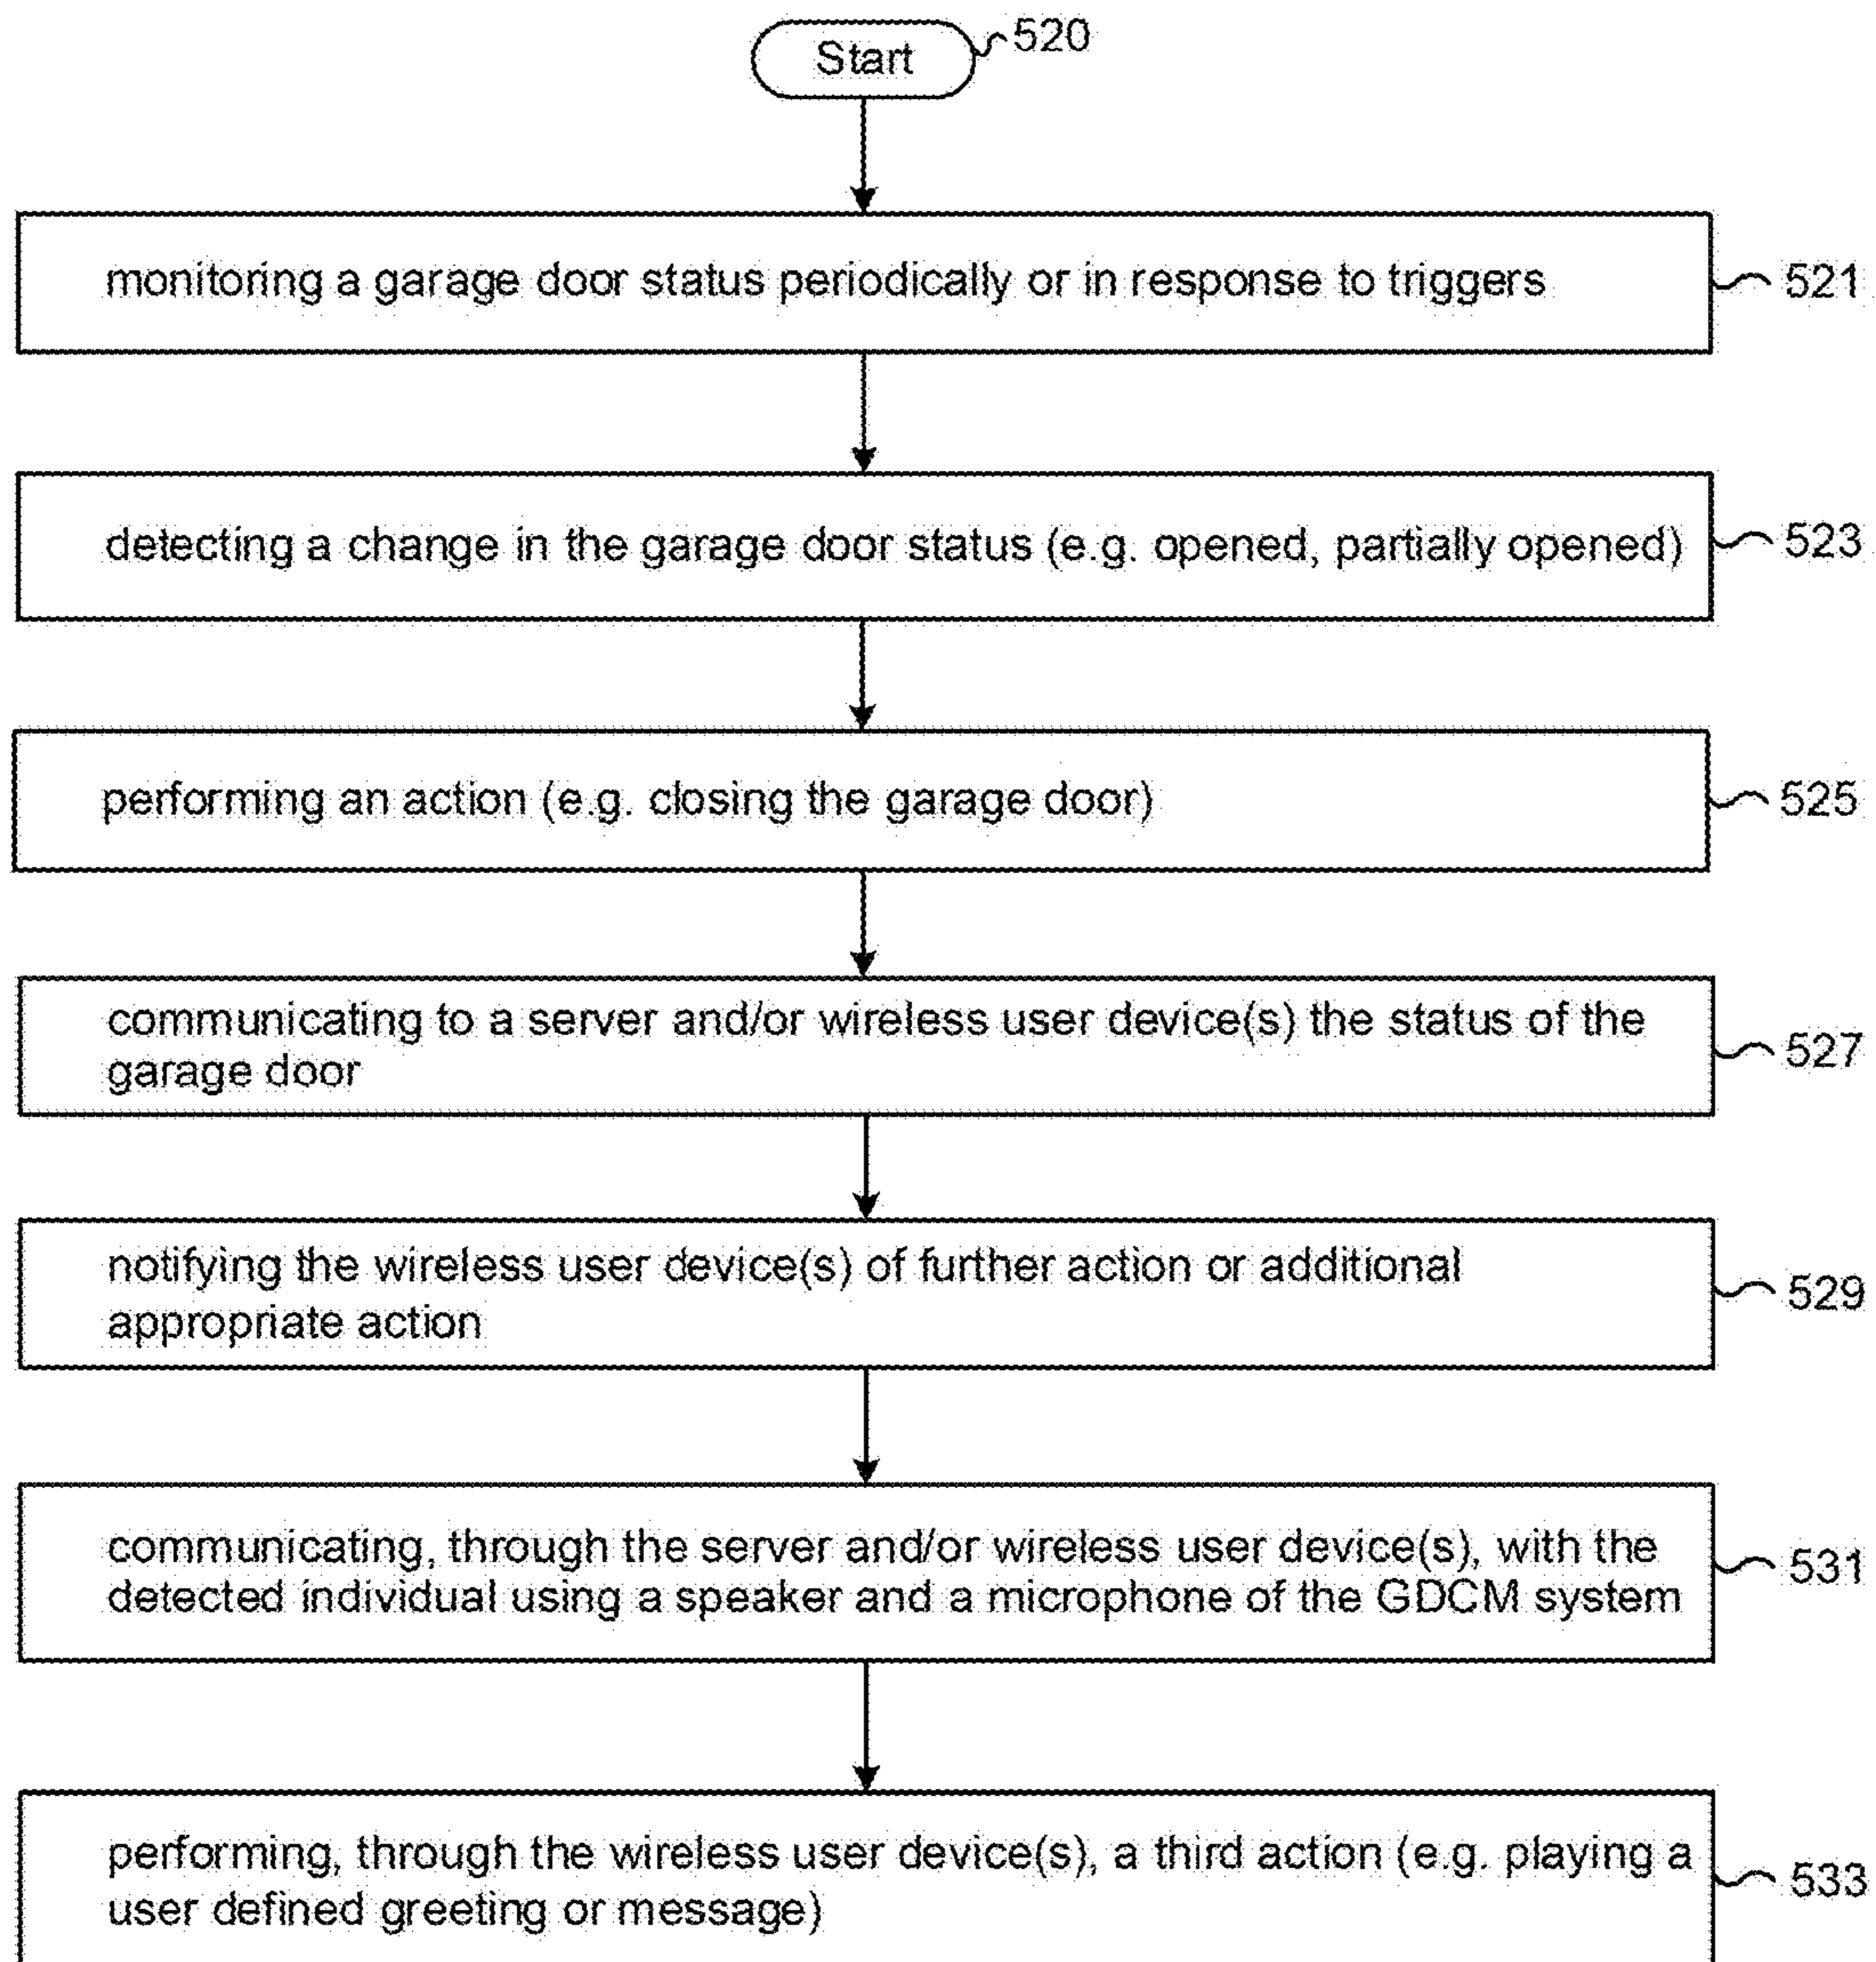 Start
520
monitoring a garage door status periodically or in response to triggers
521
detecting a change in the garage door status (e.g. opened, partially opened)
523
performing an action (e.g. closing the garage door)
525
communicating to a server and/or wireless user device(s) the status of the
garage door
527
notifying the wireless user device(s) of further action or additional
appropriate action
529
communicating, through the server and/or wireless user device(s), with the
detected individual using a speaker and a microphone of the GDCM system
531
performing, through the wireless user device(s), a third action (e.g. playing a
user defined greeting or message)
533